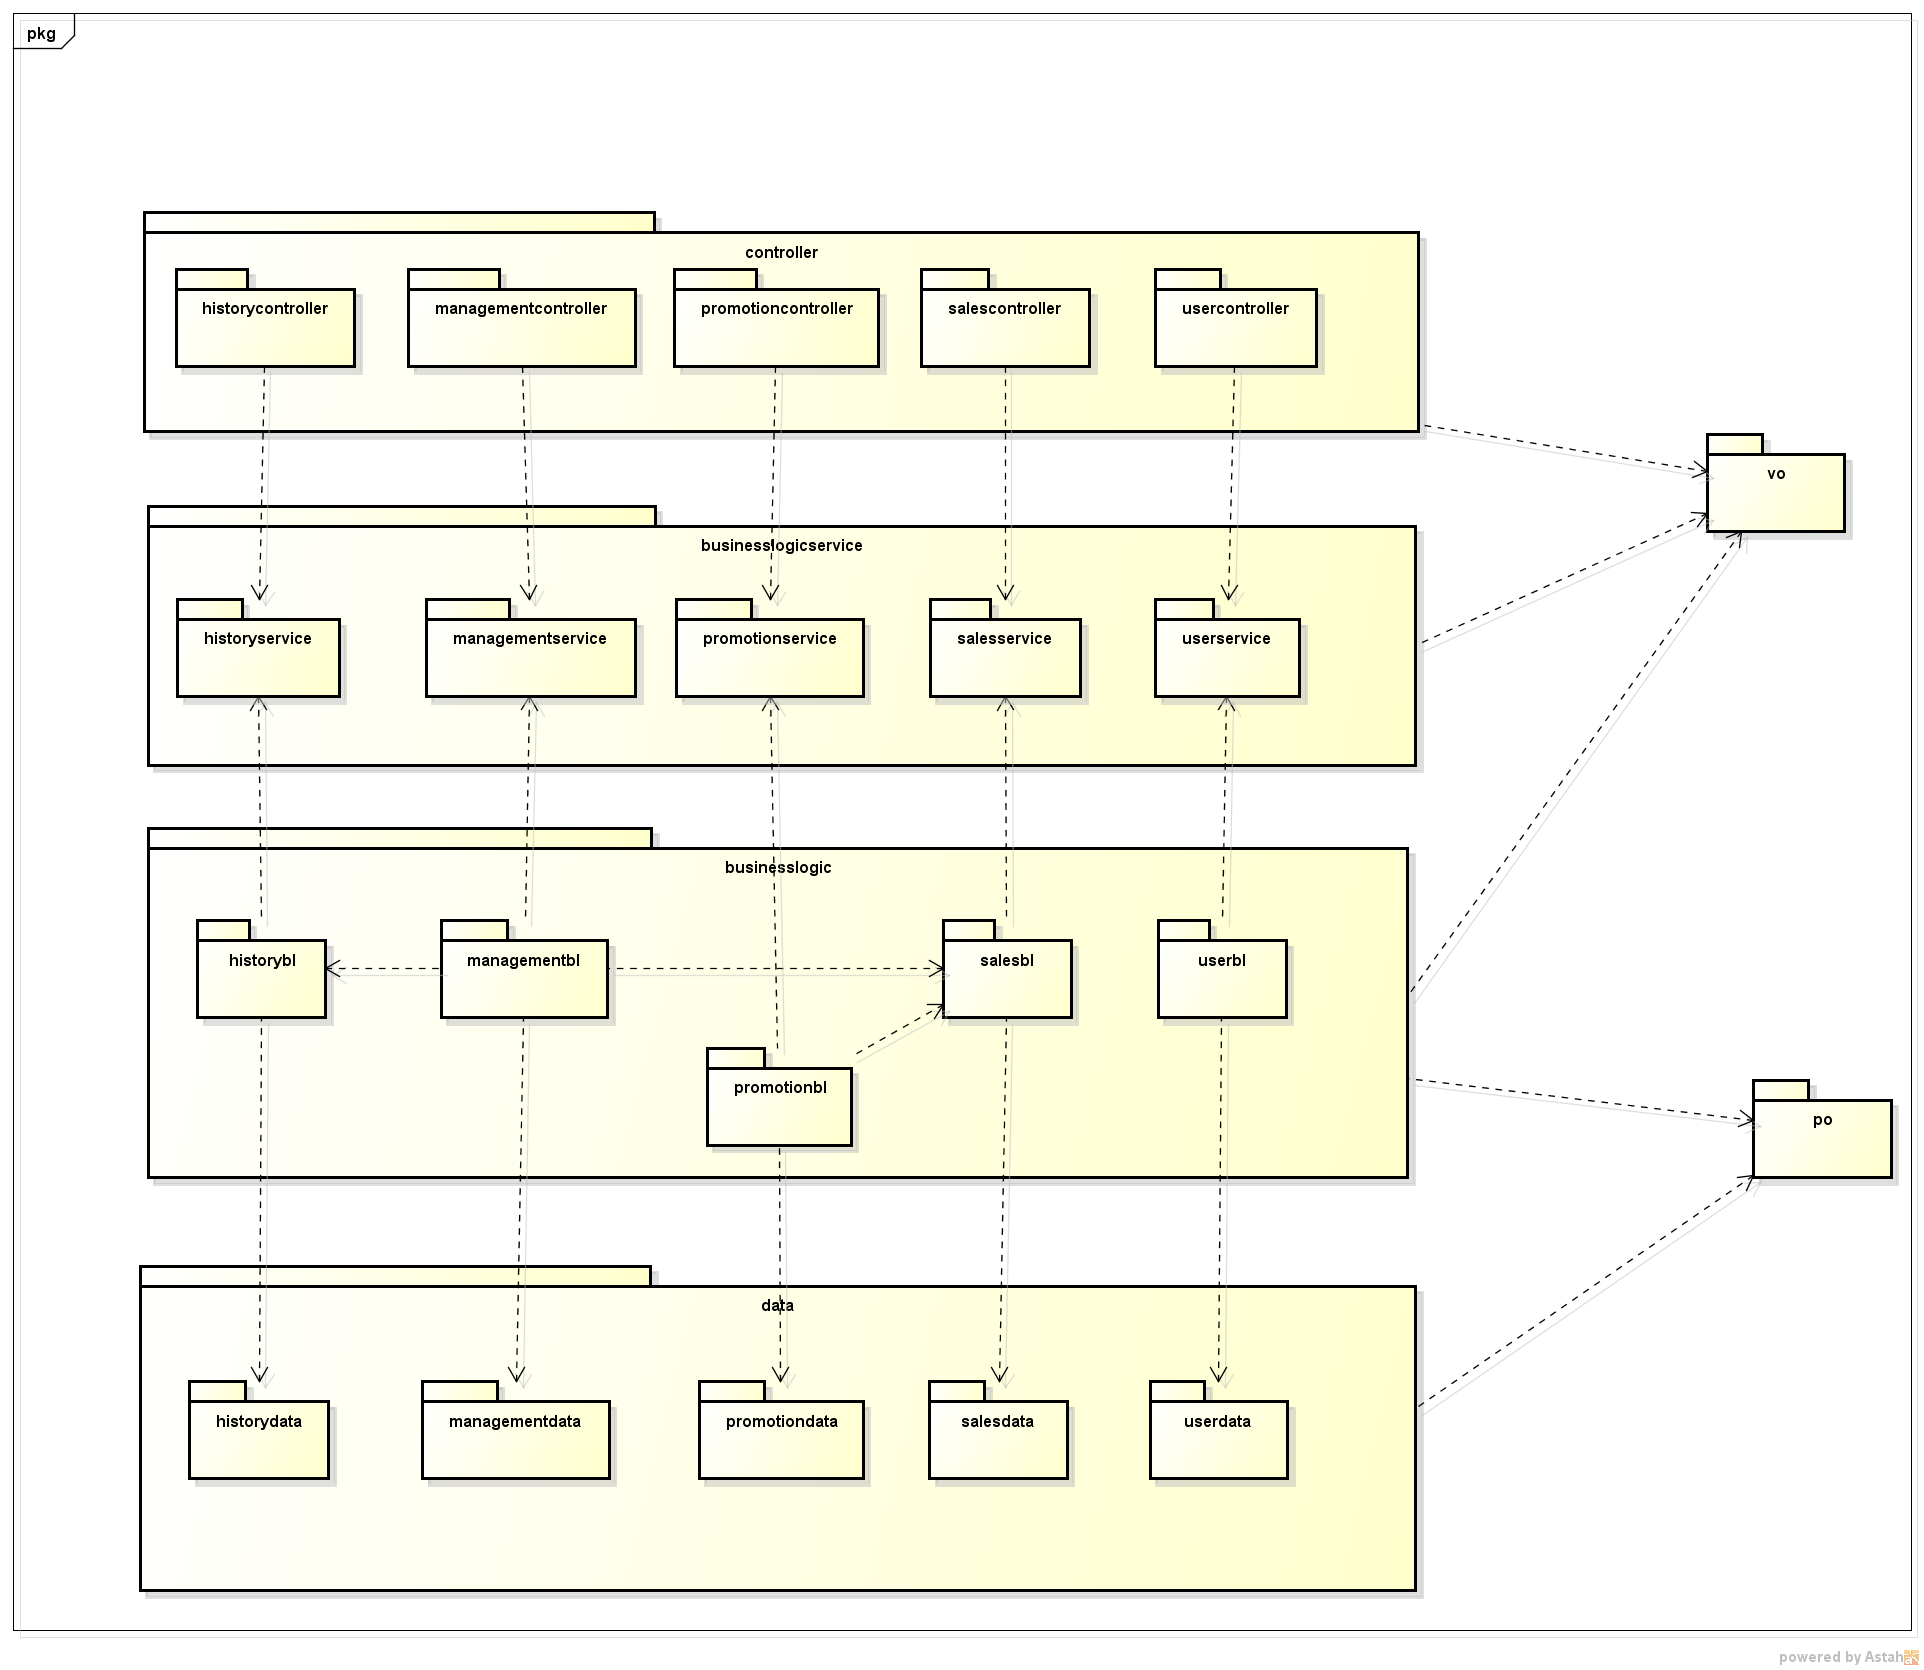 pkg
controller
historycontroller
managementcontroller
promotioncontroller
salescontroller
usercontroller
vo
businesslogicservice
historyservice
managementservice
promotionservice
salesservice
userservice
businesslogic
historybl
managementbl
salesbl
userbl
promotionbl
po
data
historydata
managementdata
promotiondata
salesdata
userdata
powered by Astah